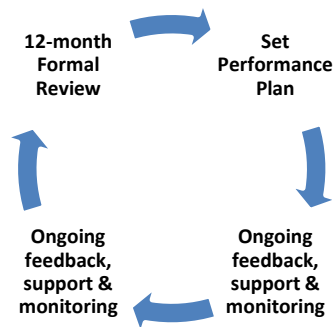 12-month
Formal
Review
Set
Performance
Plan
Ongoing
feedback,
support &
monitoring
Ongoing
feedback,
support &
monitoring